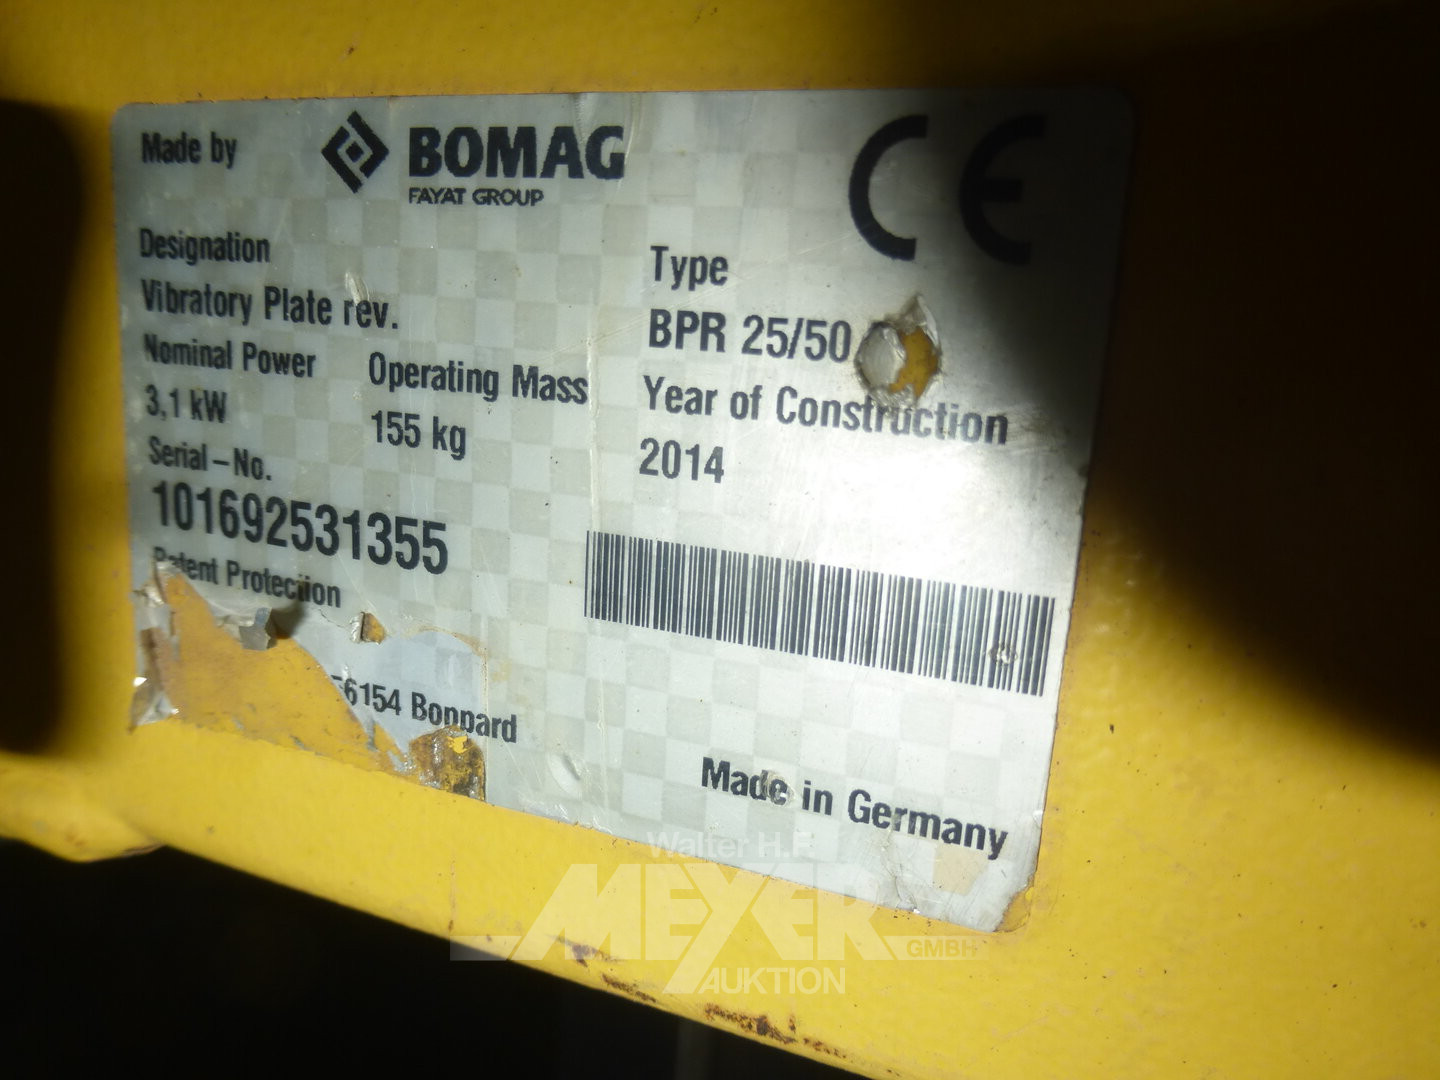 Made by
BOMAG
FAYAT GROUP
CE
Designation
Vibratory Plate rev.
Type
BPR 25/50
Nominal Power
3,1 kW
Operating Mass
155 kg
Year of Construction
2014
Serial-No.
101692531355
Patent Protection
56154 Boppard
Made in Germany
Walter H.F.
MEYER
GMBH
AUKTION